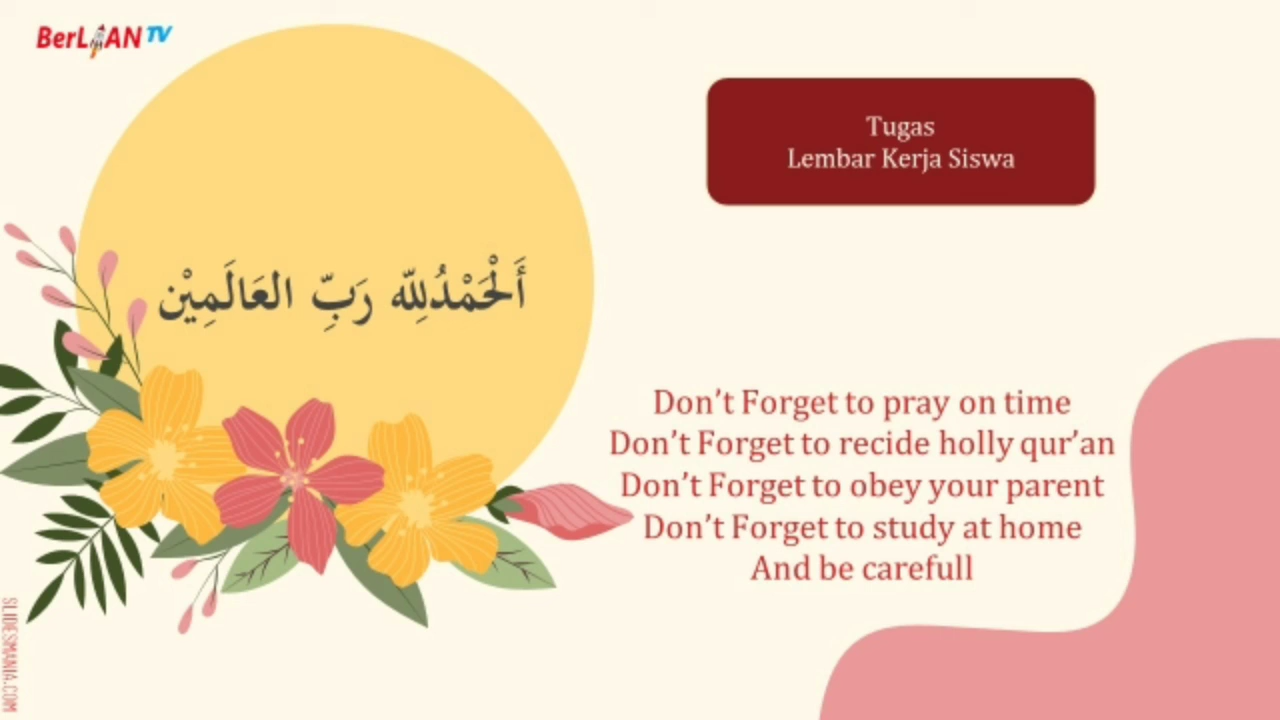 BerLIAN TV
Tugas
Lembar Kerja Siswa
أَلْحَمْدُلِلّٰه رَبِّ العَالَمِيْن
Don’t Forget to pray on time
Don’t Forget to recide holly qur’an
Don’t Forget to obey your parent
Don’t Forget to study at home
And be carefull
SLIDESMANIA.COM